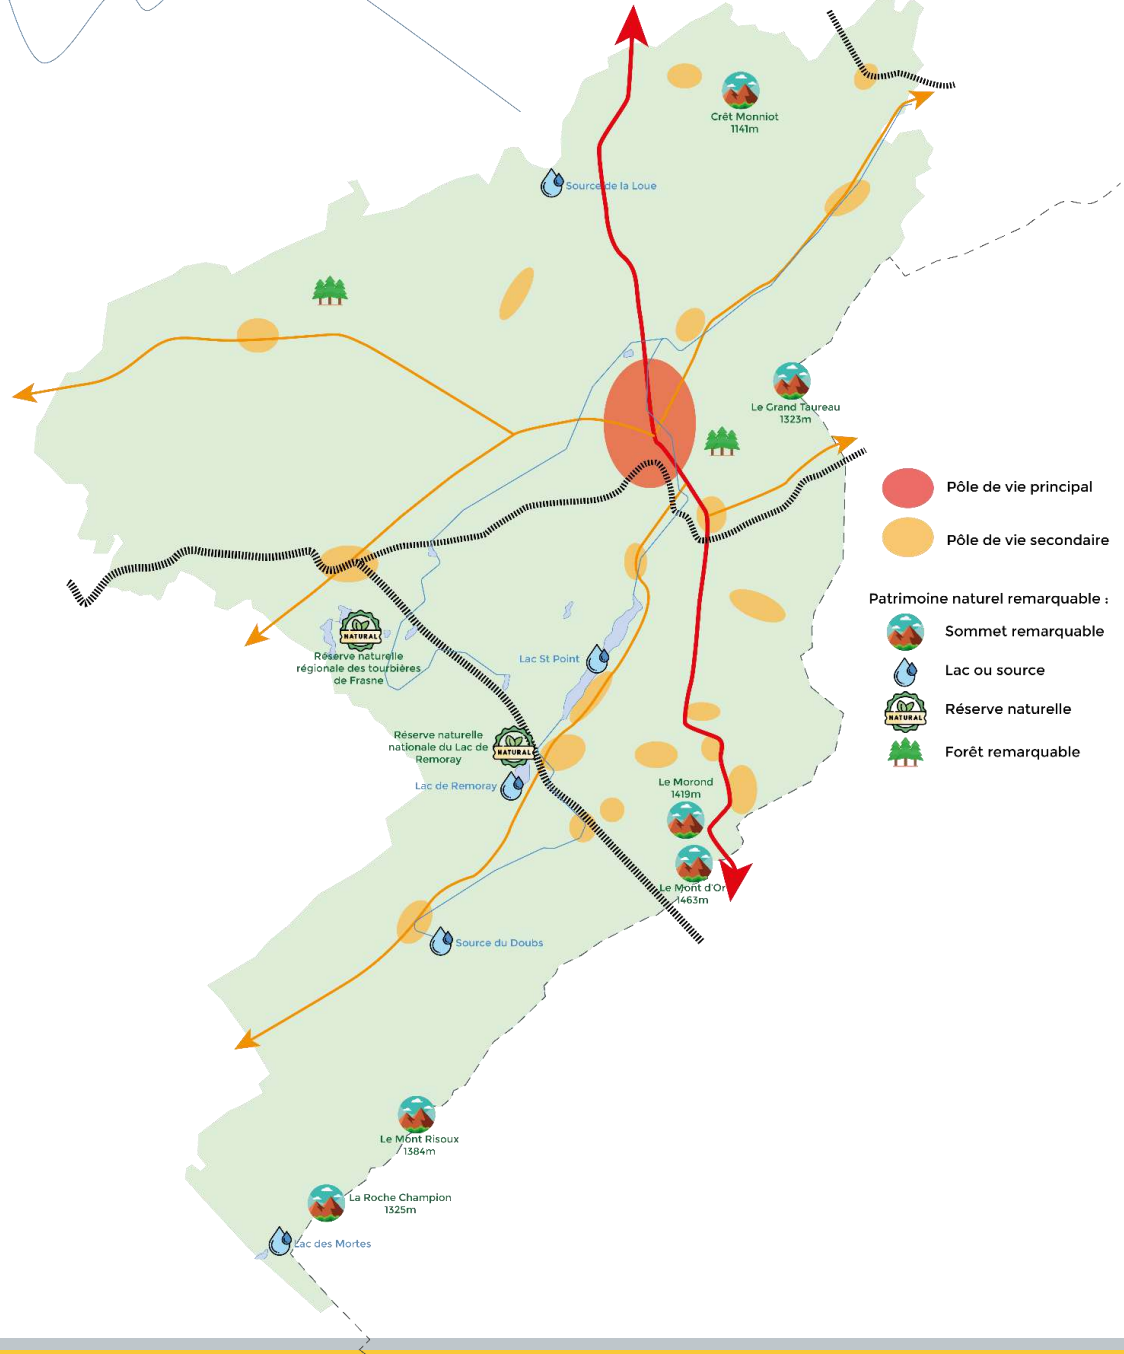 Crêt Monniot
1141m
Source de la Loue
Le Grand Taureau
1323m
Pôle de vie principal
Pôle de vie secondaire
Patrimoine naturel remarquable :
Sommet remarquable
Lac ou source
NATURAL
Réserve naturelle
Forêt remarquable
NATURAL
Réserve naturelle
régionale des tourbières
de Frasne
Lac St Point
Réserve naturelle
nationale du Lac de
Remoray
NATURAL
Lac de Remoray
Le Morond
1419m
Le Mont d'Or
1463m
Source du Doubs
Le Mont Risoux
1384m
La Roche Champion
1325m
Lac des Mortes